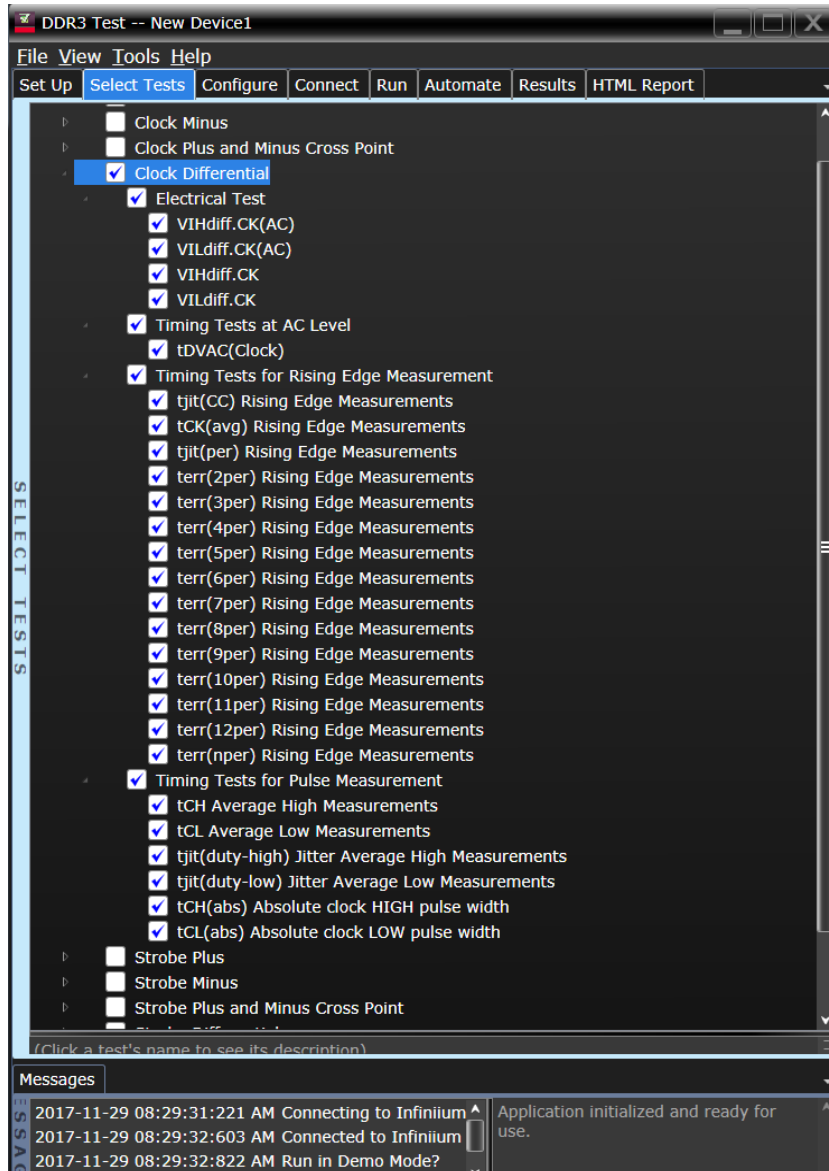 DDR3 Test -- New Device1
File View Tools Help
Set Up Select Tests Configure Connect Run Automate Results HTML Report
Clock Minus
Clock Plus and Minus Cross Point
Clock Differential
Electrical Test
VIHdiff.CK(AC)
VILdiff.CK(AC)
VIHdiff.CK
VILdiff.CK
Timing Tests at AC Level
tDVAC(Clock)
Timing Tests for Rising Edge Measurement
tjit(CC) Rising Edge Measurements
tCK(avg) Rising Edge Measurements
tjit(per) Rising Edge Measurements
terr(2per) Rising Edge Measurements
terr(3per) Rising Edge Measurements
terr(4per) Rising Edge Measurements
terr(5per) Rising Edge Measurements
terr(6per) Rising Edge Measurements
terr(7per) Rising Edge Measurements
terr(8per) Rising Edge Measurements
terr(9per) Rising Edge Measurements
terr(10per) Rising Edge Measurements
terr(11per) Rising Edge Measurements
terr(12per) Rising Edge Measurements
terr(nper) Rising Edge Measurements
Timing Tests for Pulse Measurement
tCH Average High Measurements
tCL Average Low Measurements
tjit(duty-high) Jitter Average High Measurements
tjit(duty-low) Jitter Average Low Measurements
tCH(abs) Absolute clock HIGH pulse width
tCL(abs) Absolute clock LOW pulse width
Strobe Plus
Strobe Minus
Strobe Plus and Minus Cross Point
SELECT TESTS
(Click a test's name to see its description)
Messages
2017-11-29 08:29:31:221 AM Connecting to Infiniium
2017-11-29 08:29:32:603 AM Connected to Infiniium
2017-11-29 08:29:32:822 AM Run in Demo Mode?
Application initialized and ready for
use.